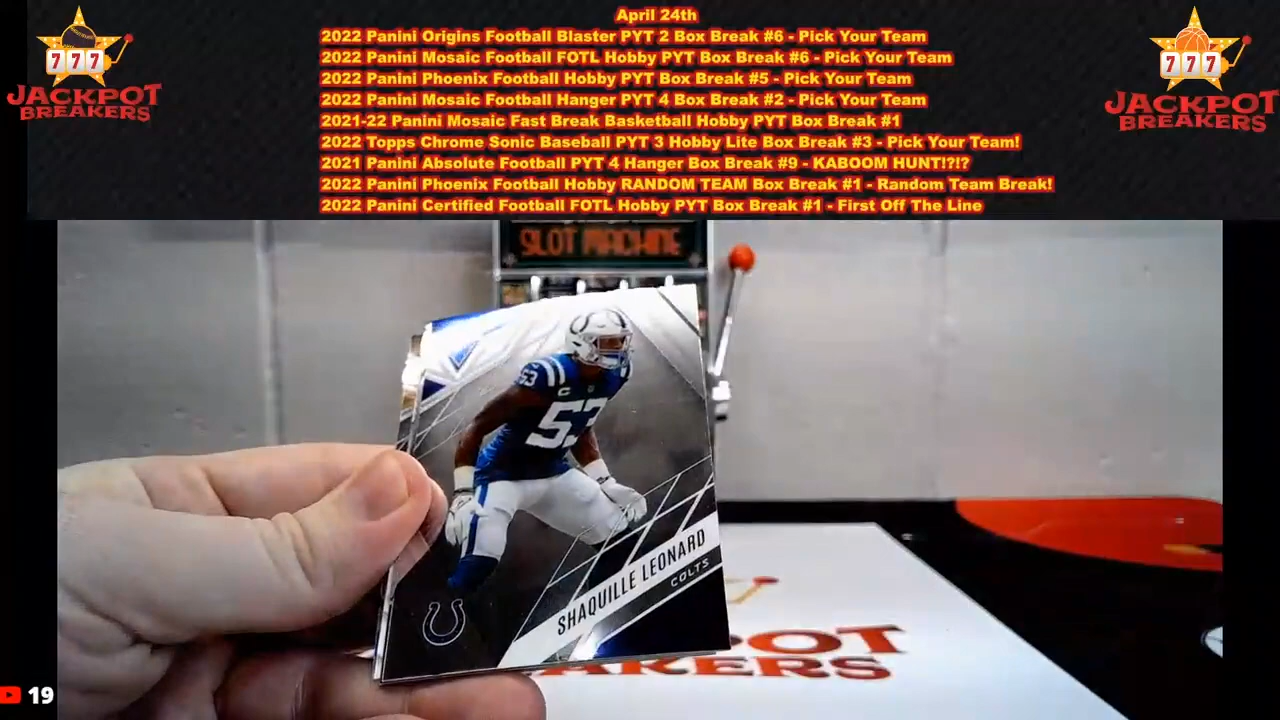 April 24th
2022 Panini Origins Football Blaster PYT 2 Box Break #6 - Pick Your Team
2022 Panini Mosaic Football FOTL Hobby PYT Box Break #6 - Pick Your Team
2022 Panini Phoenix Football Hobby PYT Box Break #5 - Pick Your Team
2022 Panini Mosaic Football Hanger PYT 4 Box Break #2 - Pick Your Team
2021-22 Panini Mosaic Fast Break Basketball Hobby PYT Box Break #1
2022 Topps Chrome Sonic Baseball PYT 3 Hobby Lite Box Break #3 - Pick Your Team!
2021 Panini Absolute Football PYT 4 Hanger Box Break #9 - KABOOM HUNT!?!?
2022 Panini Phoenix Football Hobby RANDOM TEAM Box Break #1 - Random Team Break!
2022 Panini Certified Football FOTL Hobby PYT Box Break #1 - First Off The Line
777
JACKPOT
BREAKERS
777
JACKPOT
BREAKERS
SLOT MACHINE
53
C
53
SHAQUILLE LEONARD
COLTS
POT
AKERS
19